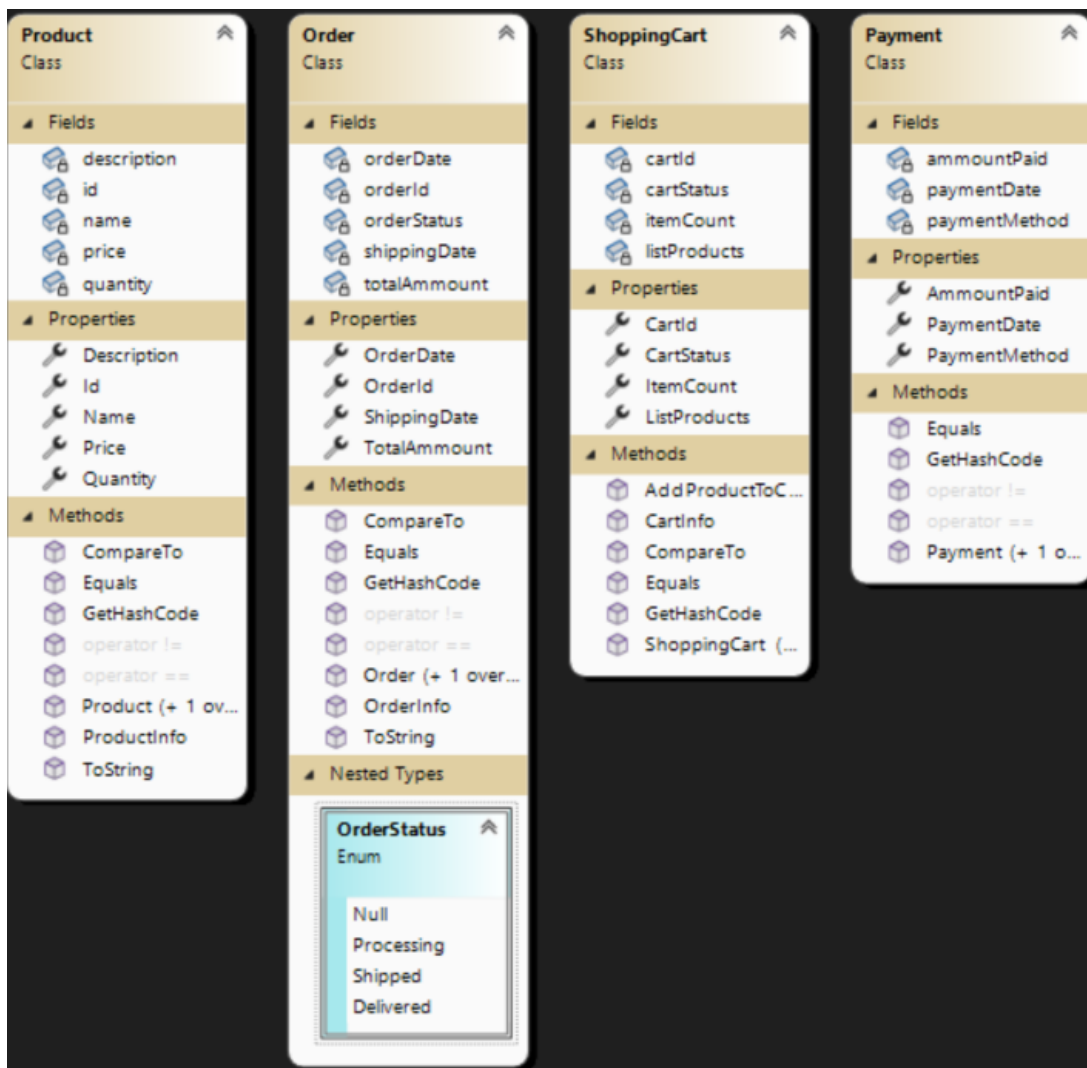 Product
Class
Fields
description
id
name
price
quantity
Properties
Description
Id
Name
Price
Quantity
Methods
CompareTo
Equals
GetHashCode
operator !=
operator ==
Product (+ 1 ov...
ProductInfo
ToString
Order
Class
Fields
orderDate
orderId
orderStatus
shippingDate
totalAmmount
Properties
OrderDate
OrderId
ShippingDate
TotalAmmount
Methods
CompareTo
Equals
GetHashCode
operator !=
operator ==
Order (+ 1 over...
OrderInfo
ToString
Nested Types
OrderStatus
Enum
Null
Processing
Shipped
Delivered
ShoppingCart
Class
Fields
cartId
cartStatus
itemCount
listProducts
Properties
CartId
CartStatus
ItemCount
ListProducts
Methods
AddProductToC...
CartInfo
CompareTo
Equals
GetHashCode
ShoppingCart (...
Payment
Class
Fields
ammountPaid
paymentDate
paymentMethod
Properties
AmmountPaid
PaymentDate
PaymentMethod
Methods
Equals
GetHashCode
operator !=
operator ==
Payment (+ 1 o...